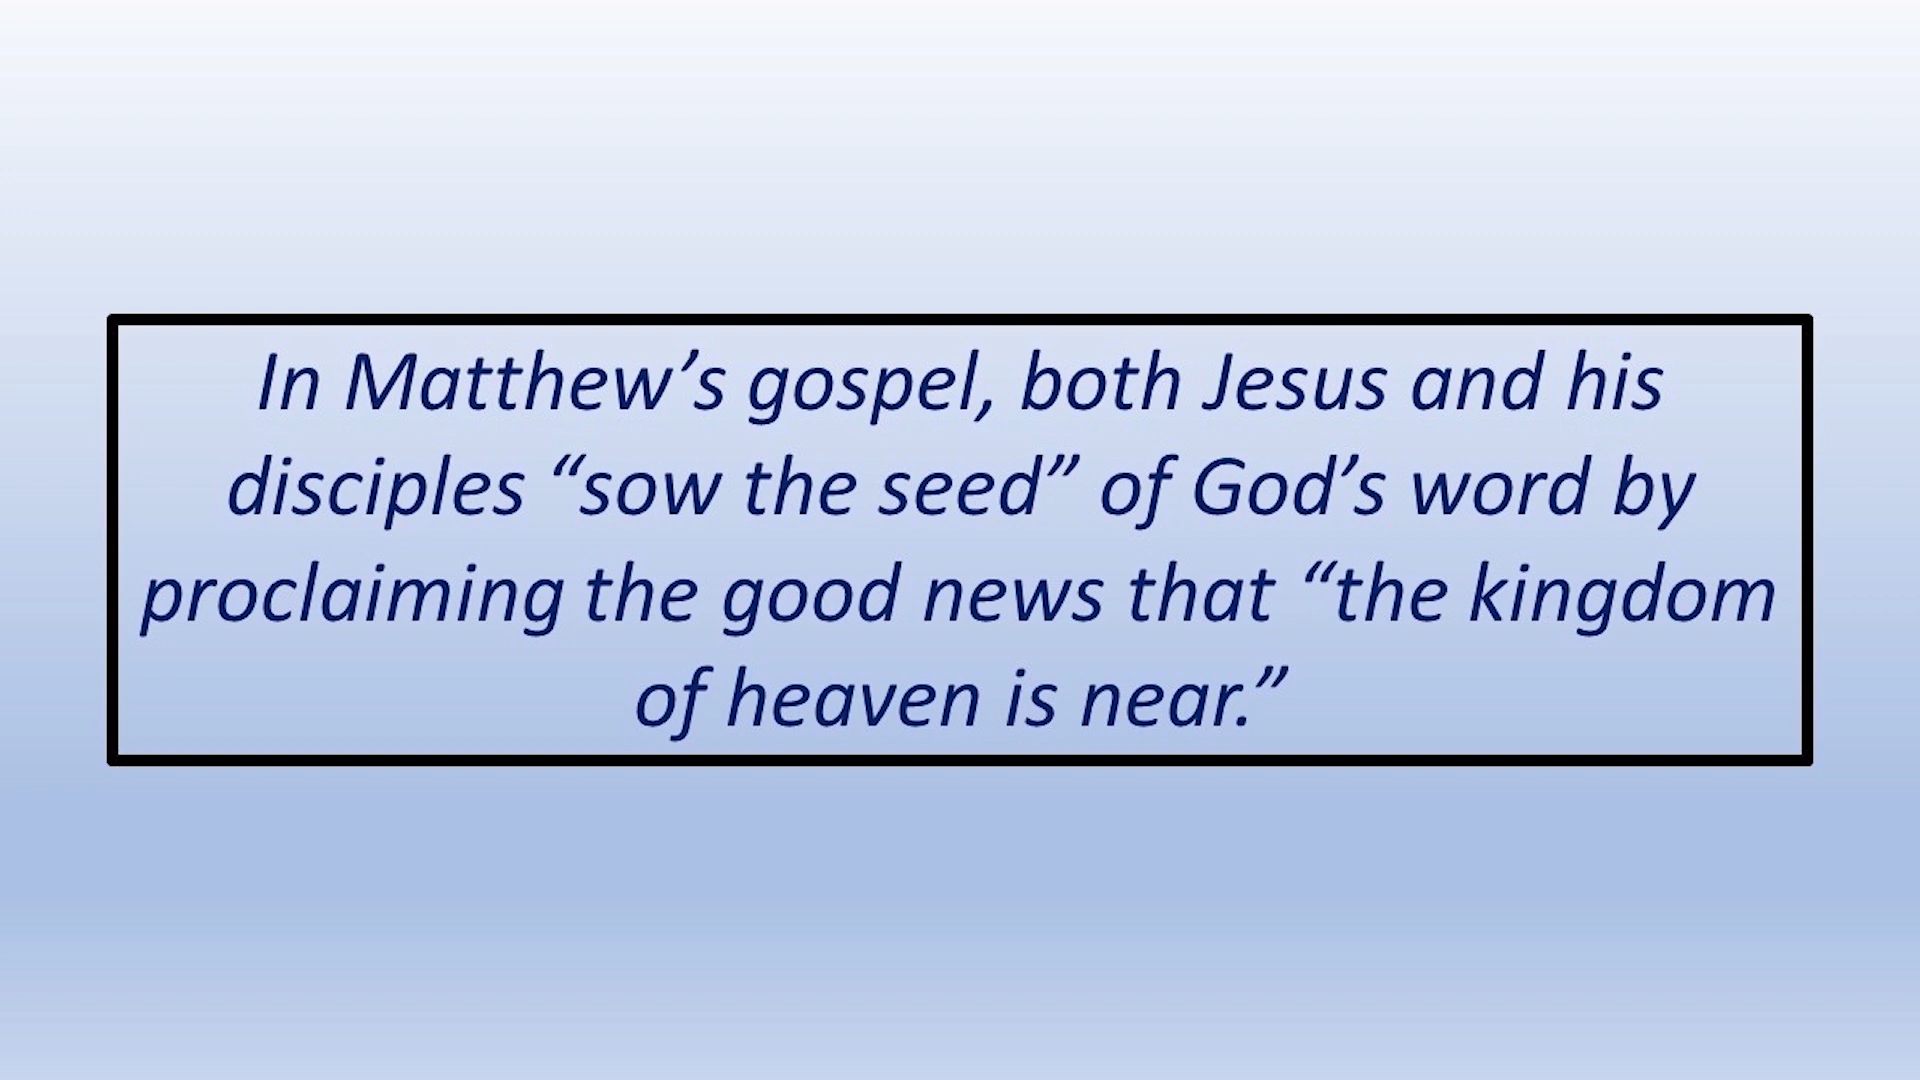 In Matthew’s gospel, both Jesus and his
disciples “sow the seed” of God’s word by
proclaiming the good news that “the kingdom
of heaven is near.”